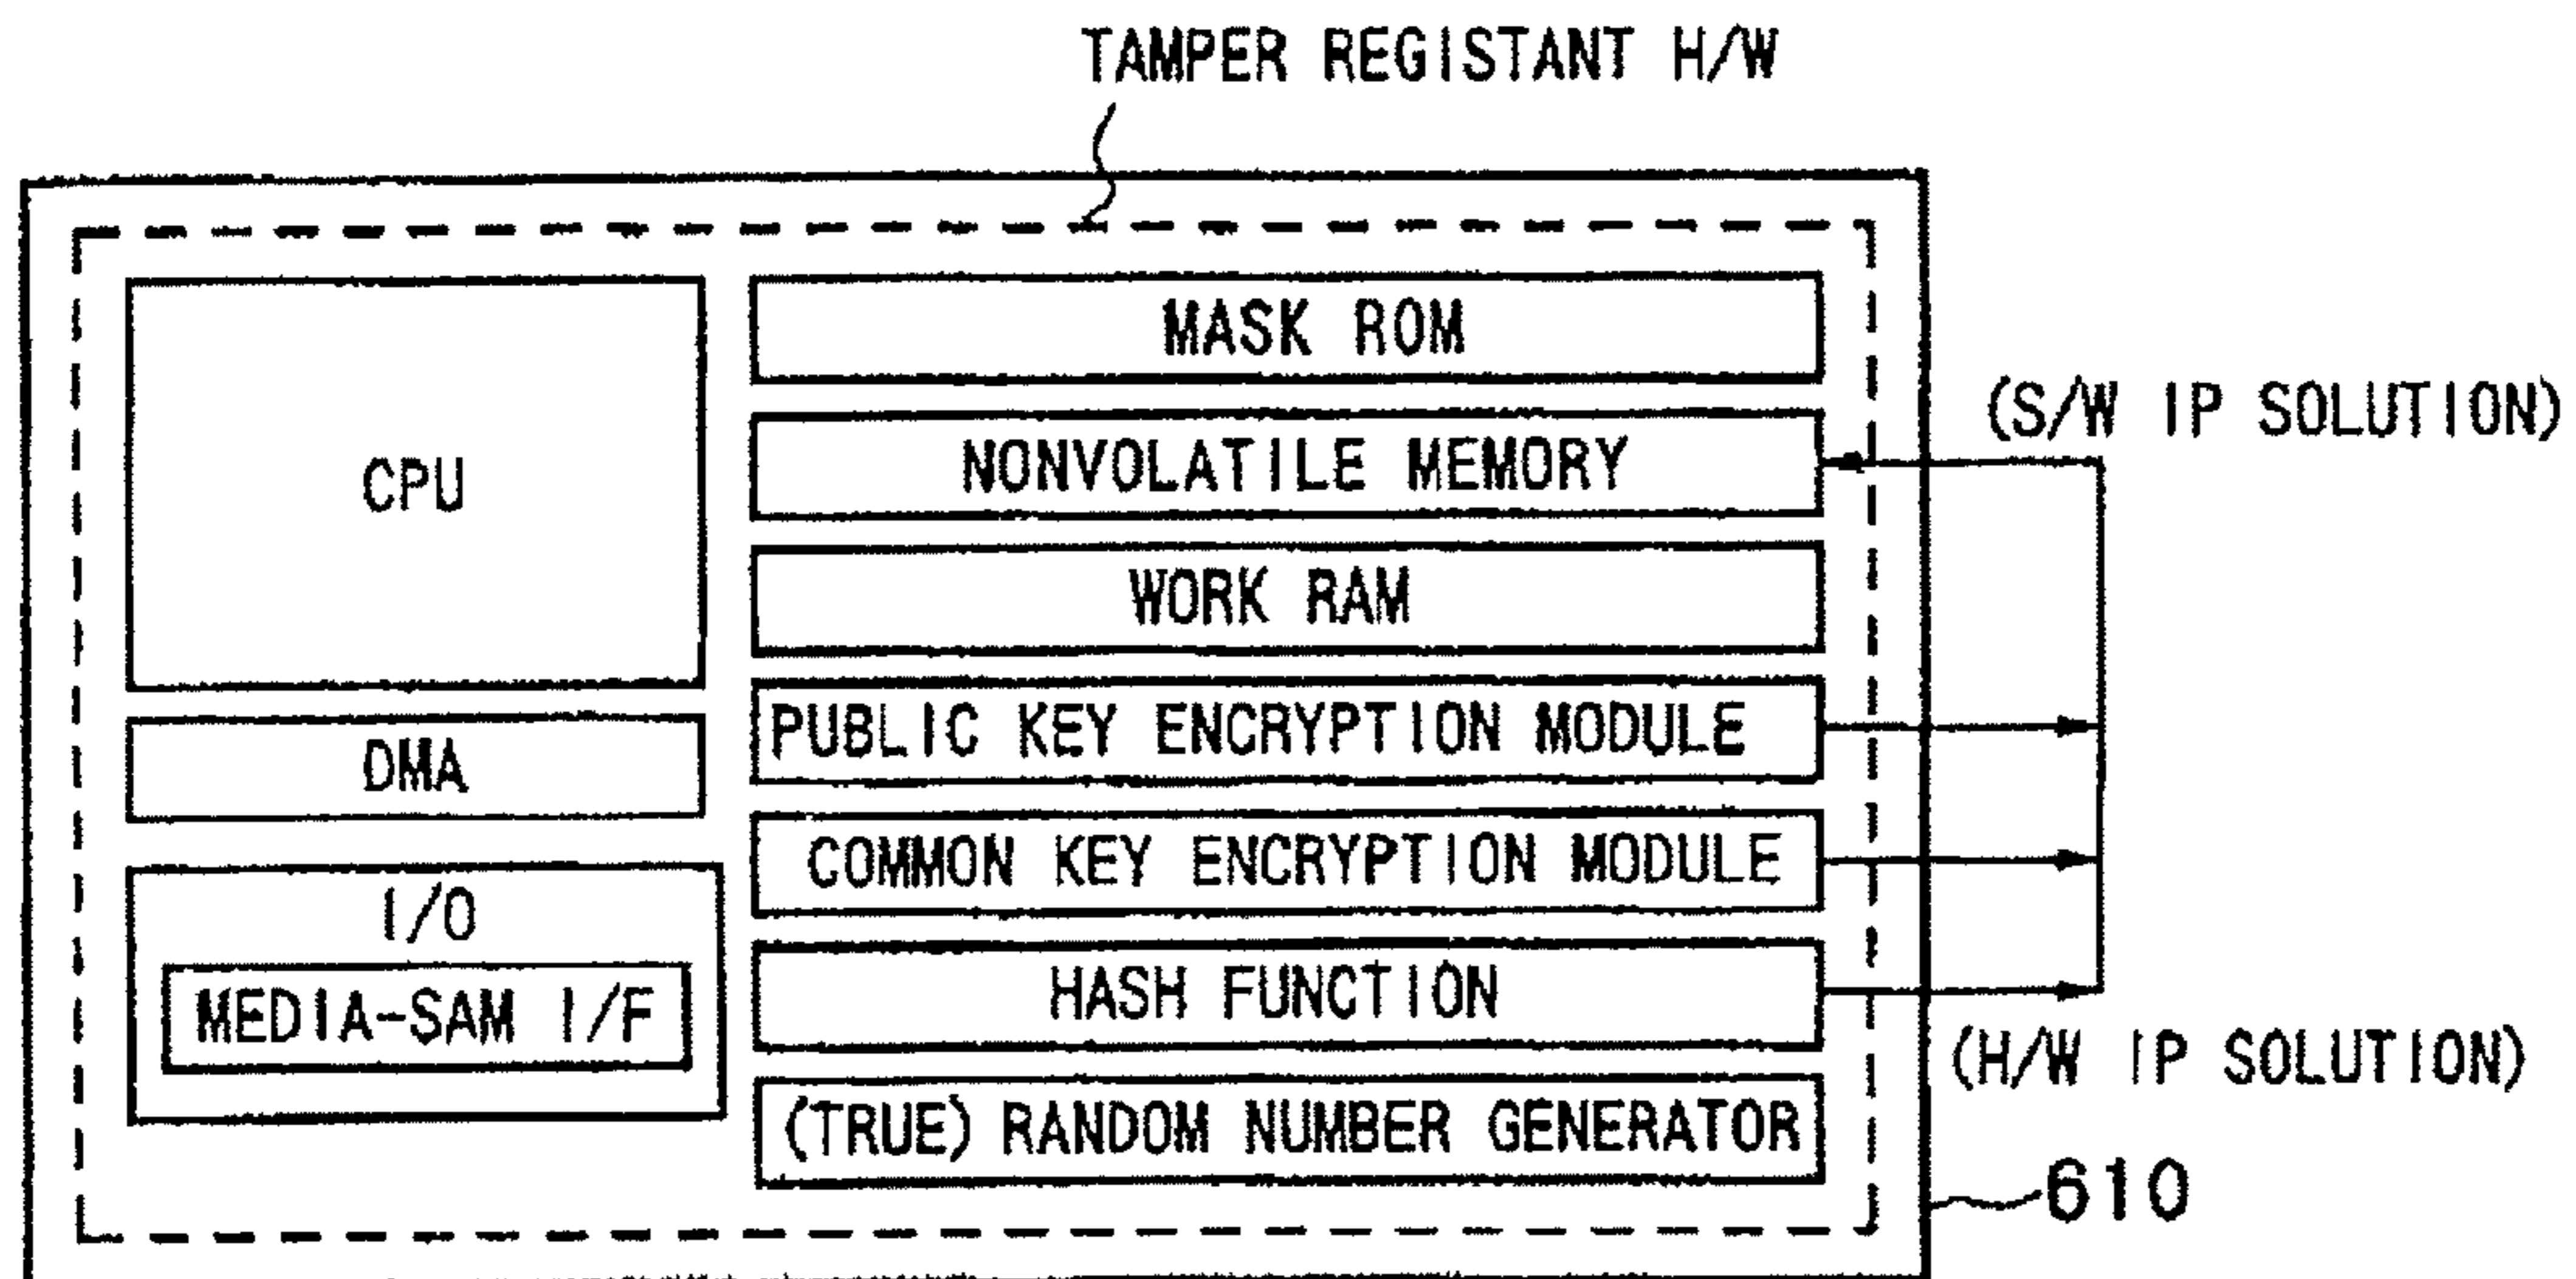 TAMPER REGISTANT H/W
CPU
DMA
I/O
MEDIA-SAM I/F
MASK ROM
NONVOLATILE MEMORY
WORK RAM
PUBLIC KEY ENCRYPTION MODULE
COMMON KEY ENCRYPTION MODULE
HASH FUNCTION
(TRUE) RANDOM NUMBER GENERATOR
(S/W IP SOLUTION)
(H/W IP SOLUTION)
610